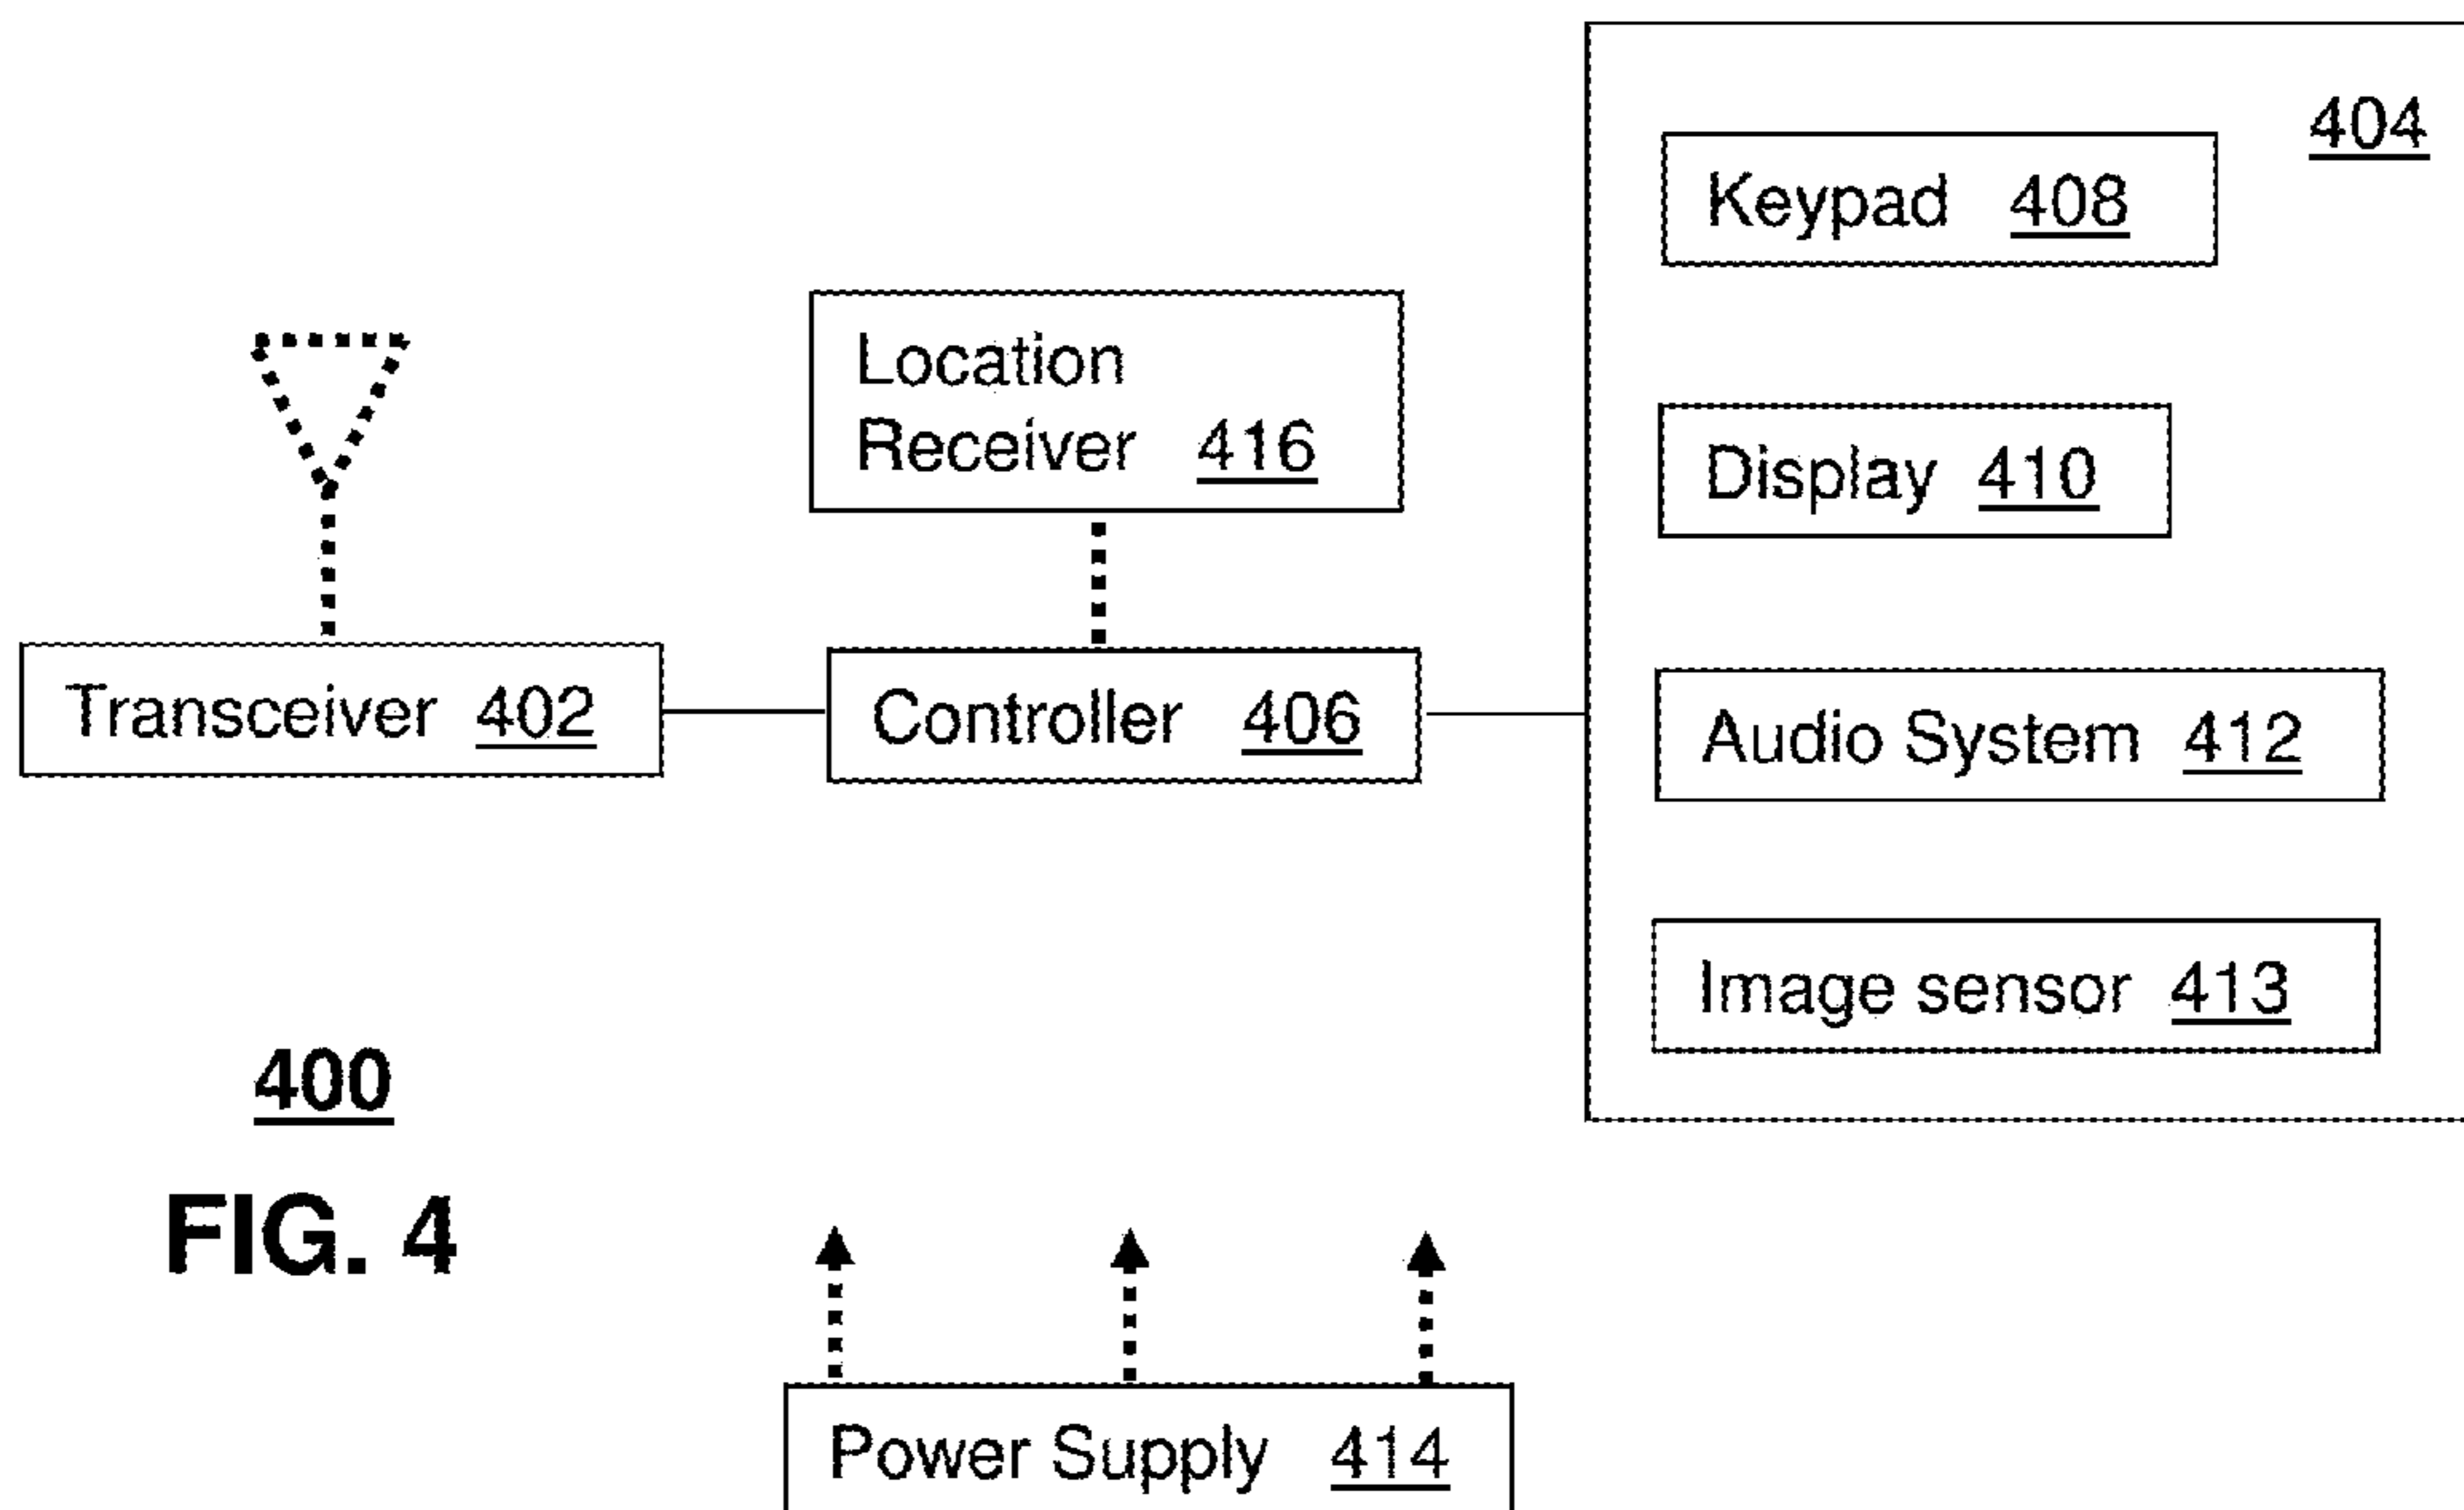 404
Keypad 408
Location
Receiver 416
Display 410
Transceiver 402
Controller 406
Audio System 412
Image sensor 413
400
FIG. 4
Power Supply 414